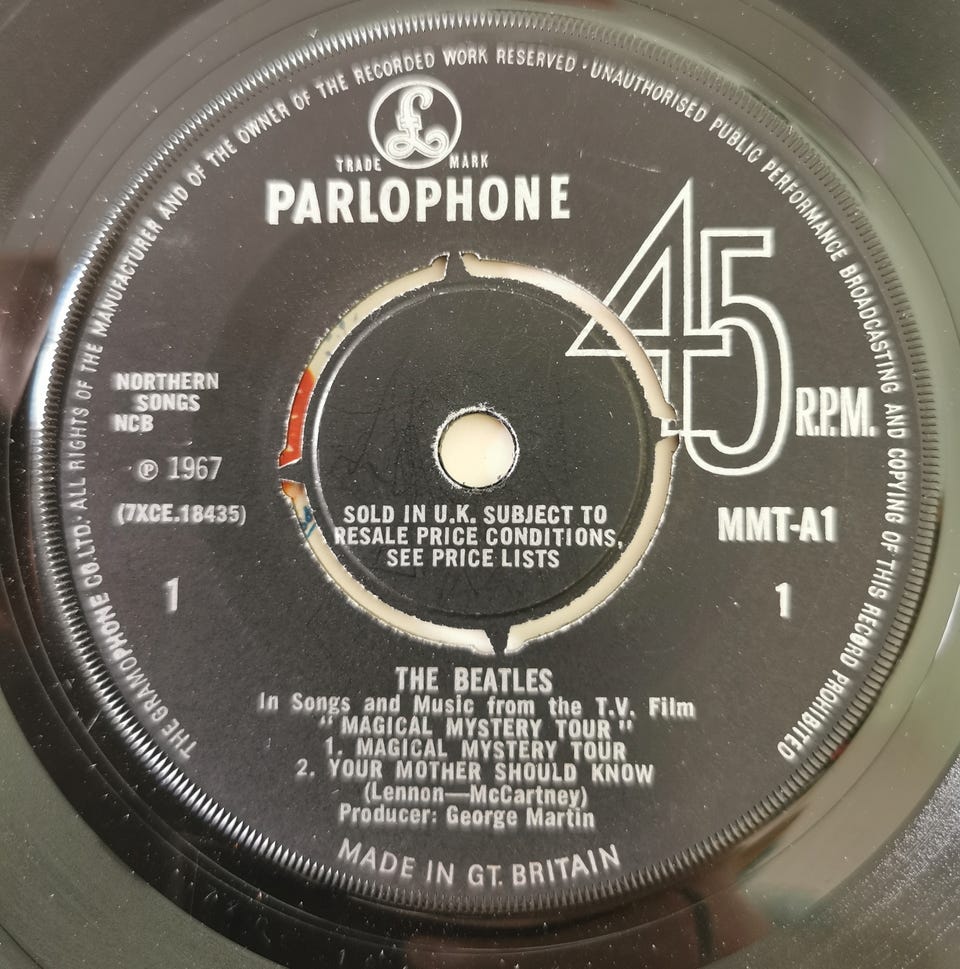 THE GRAMOPHONE CO.LTD. ALL RIGHTS OF THE MANUFACTURER AND OF THE OWNER OF THE RECORDED WORK RESERVED · UNAUTHORISED PUBLIC PERFORMANCE BROADCASTING AND COPYING OF THIS RECORD PROHIBITED
£
TRADE MARK
PARLOPHONE
45
R.P.M.
NORTHERN
SONGS
NCB
℗ 1967
(7XCE.18435)
1
SOLD IN U.K. SUBJECT TO
RESALE PRICE CONDITIONS,
SEE PRICE LISTS
MMT-A1
1
THE BEATLES
In Songs and Music from the T.V. Film
"MAGICAL MYSTERY TOUR"
1. MAGICAL MYSTERY TOUR
2. YOUR MOTHER SHOULD KNOW
(Lennon—McCartney)
Producer: George Martin
MADE IN GT. BRITAIN